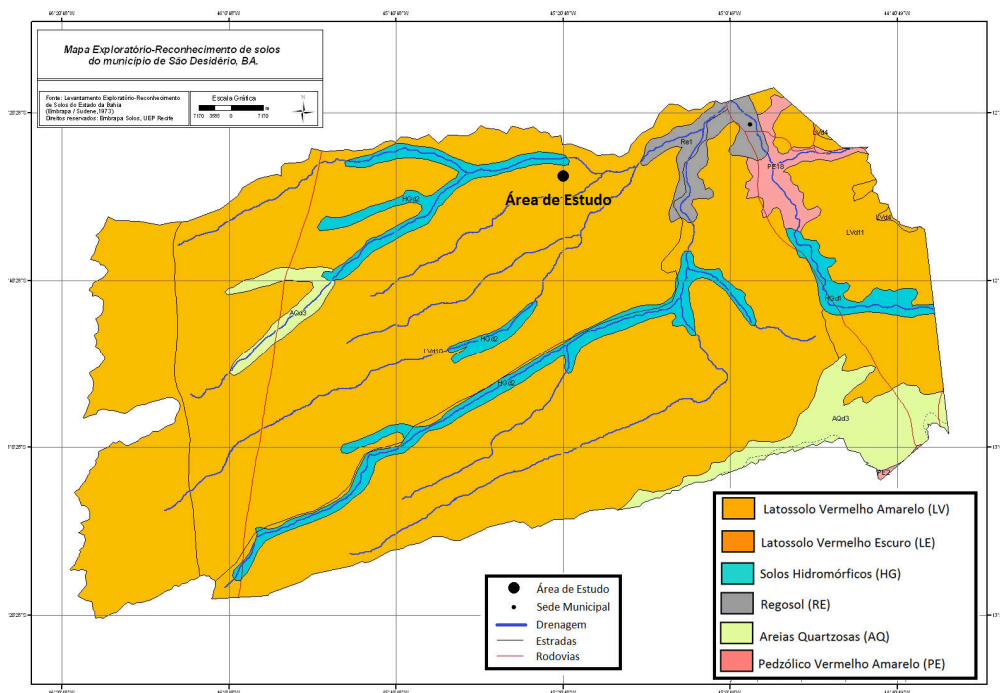 Mapa Exploratório-Reconhecimento de solos
do município de São Desidério, BA.
Fonte: Levantamento Exploratório-Reconhecimento
de Solos do Estado da Bahia
(Embrapa / Sudene,1973)
Direitos reservados: Embrapa Solos, UEP Recife
Escala Gráfica
N
0
m
Re1
LVd4
PE18
HGd2
Área de Estudo
LVd11
HGd1
AQd3
HGd2
LVd10
HGd2
AQd3
Latossolo Vermelho Amarelo (LV)
Latossolo Vermelho Escuro (LE)
Solos Hidromórficos (HG)
Regosol (RE)
Areias Quartzosas (AQ)
Pedzólico Vermelho Amarelo (PE)
Área de Estudo
Sede Municipal
Drenagem
Estradas
Rodovias